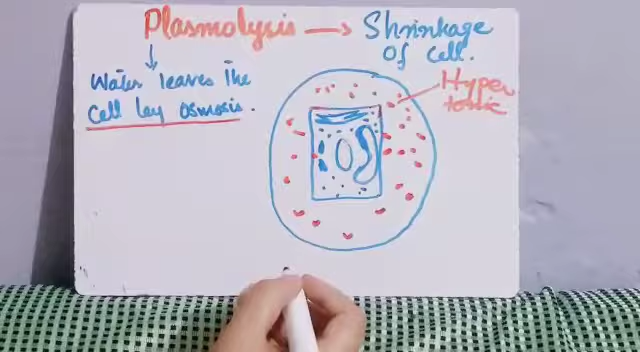 Plasmolysis → Shrinkage
of Cell.
Water leaves the
Cell by osmosis.
Hyper
tonic